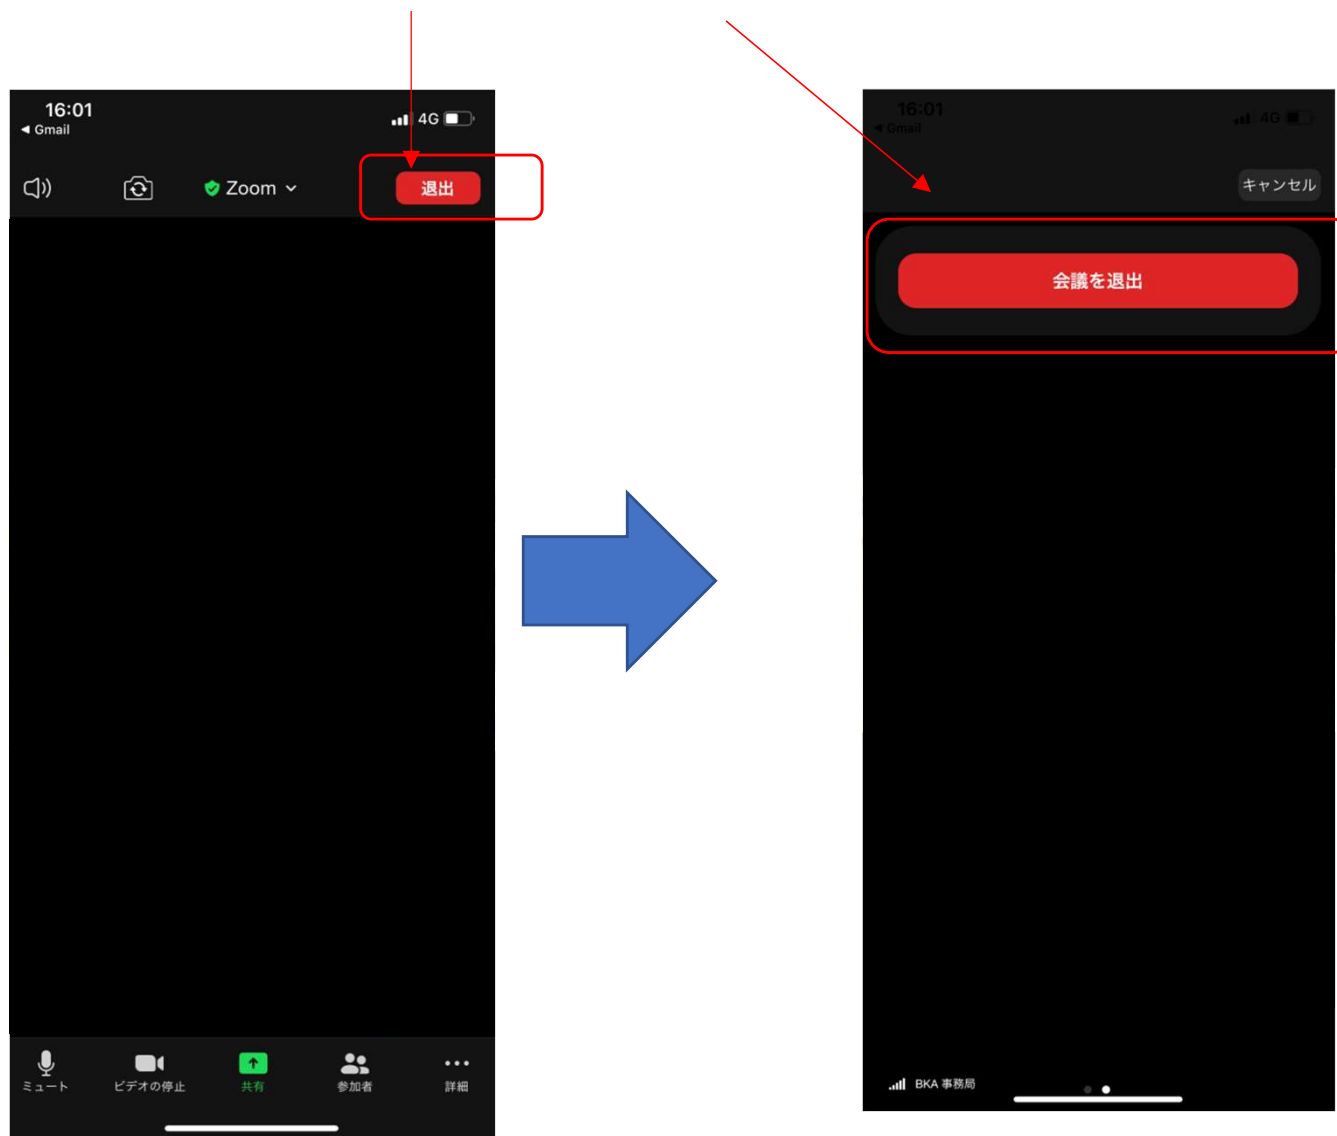 16:01
◀ Gmail
4G
Zoom
退出
ミュート
ビデオの停止
共有
参加者
詳細
16:01
◀ Gmail
4G
キャンセル
会議を退出
BKA 事務局